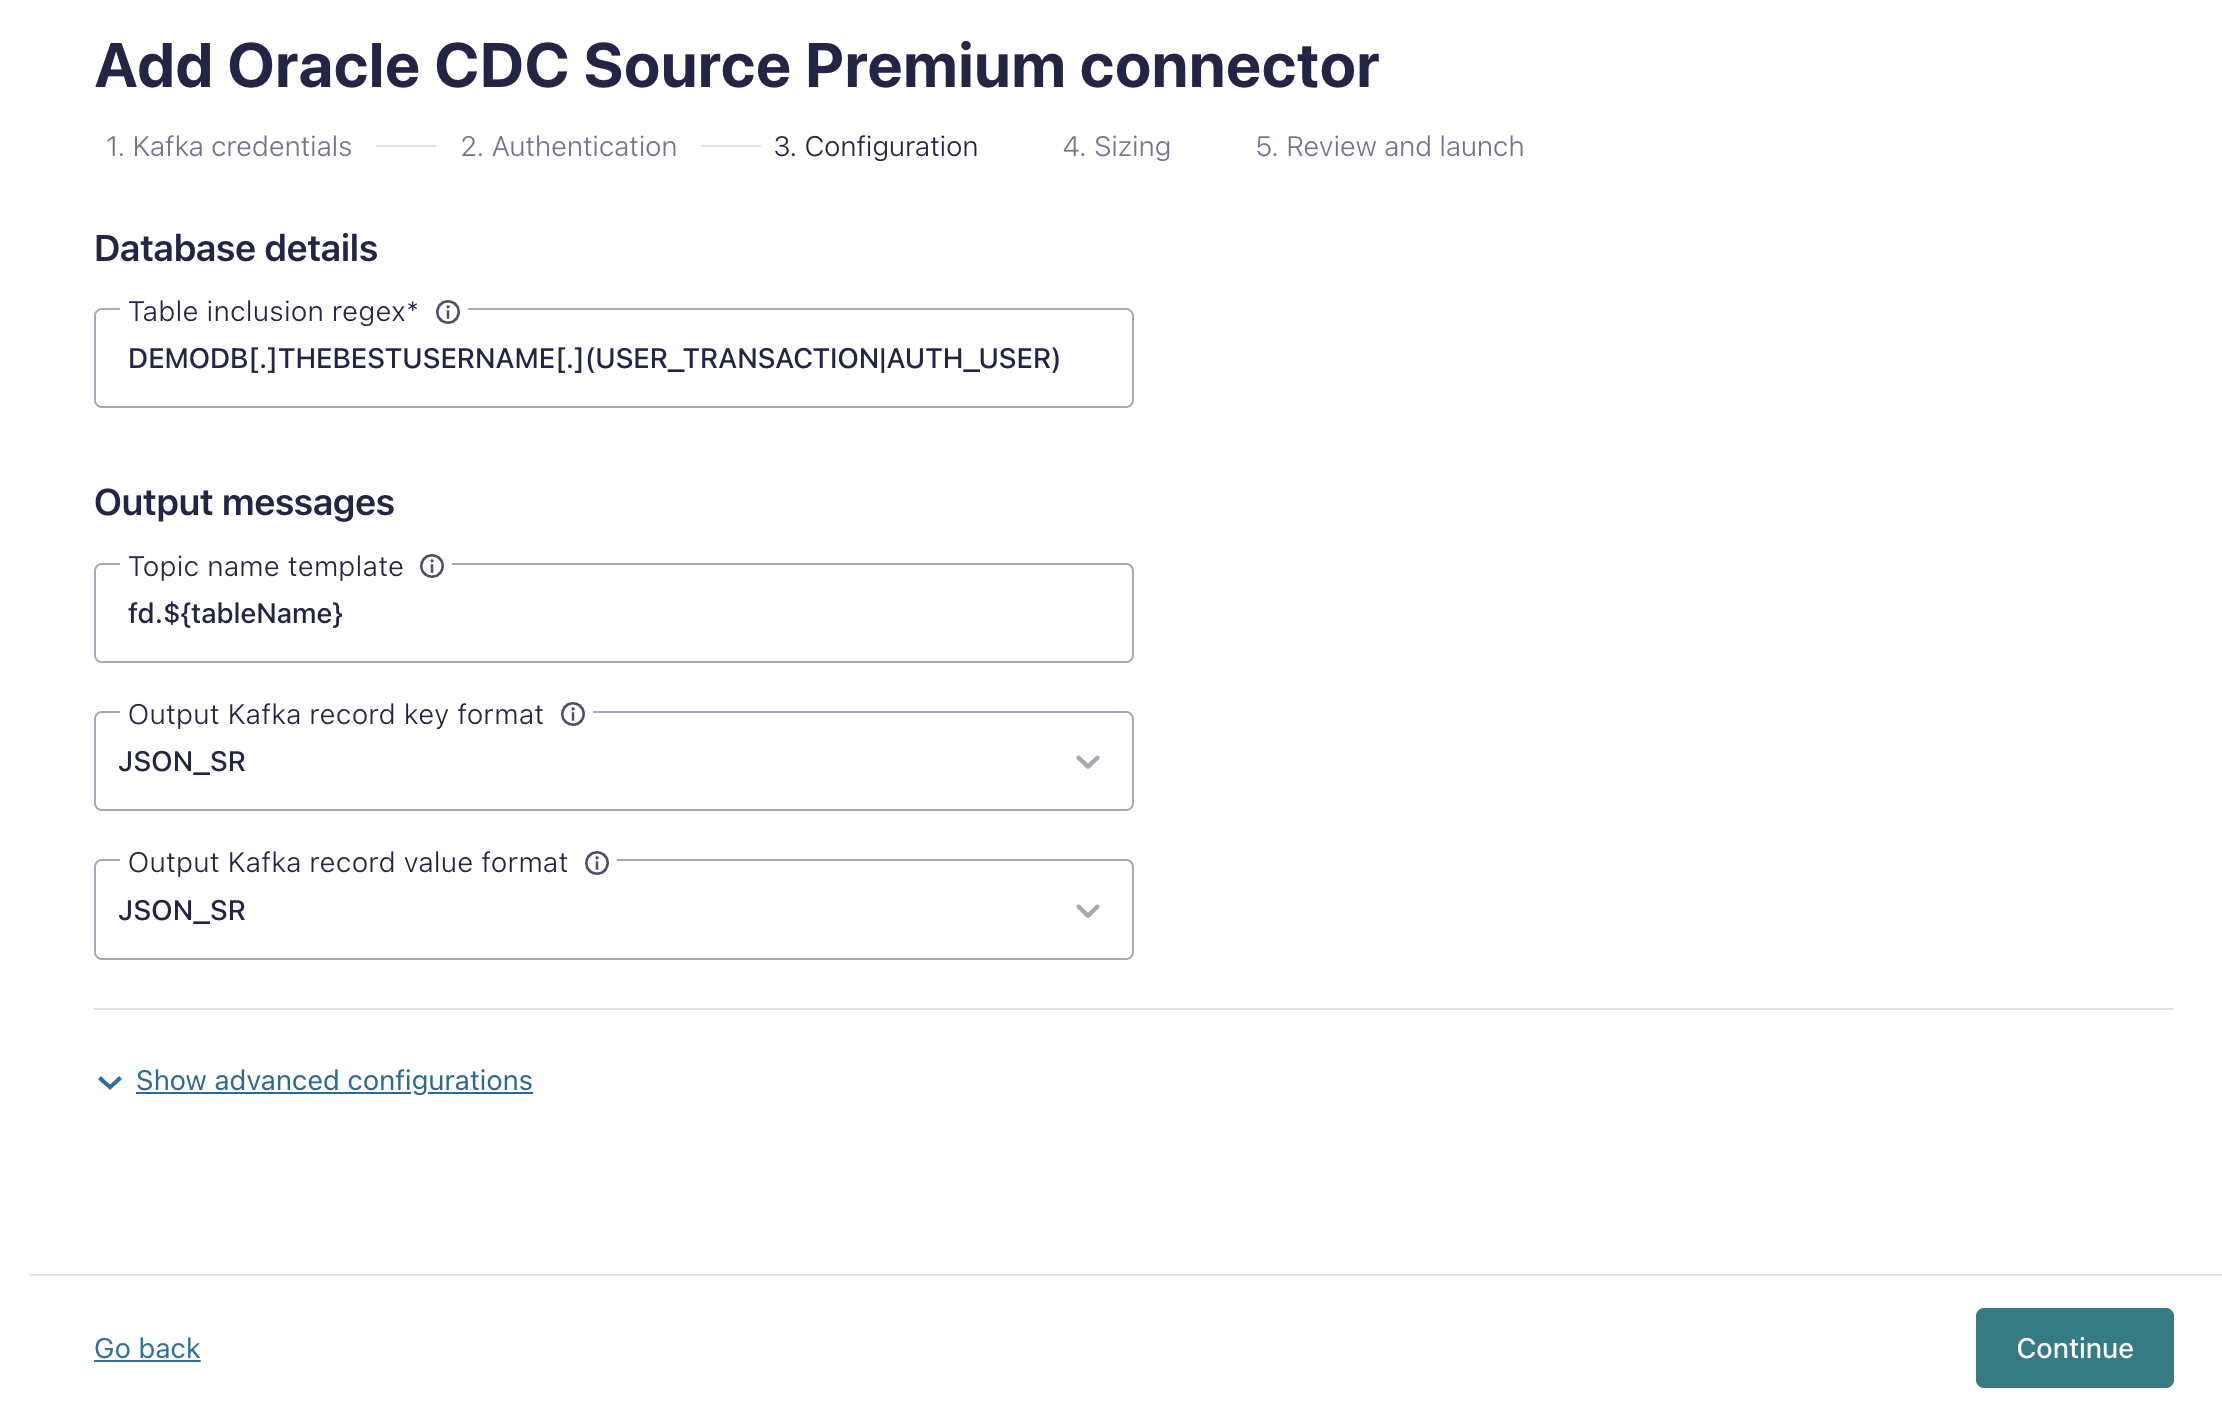 Add Oracle CDC Source Premium connector
1. Kafka credentials 2. Authentication 3. Configuration 4. Sizing 5. Review and launch
Database details
Table inclusion regex*
DEMODB[.]THEBESTUSERNAME[.](USER_TRANSACTION|AUTH_USER)
Output messages
Topic name template
fd.${tableName}
Output Kafka record key format
JSON_SR
Output Kafka record value format
JSON_SR
Show advanced configurations
Go back
Continue